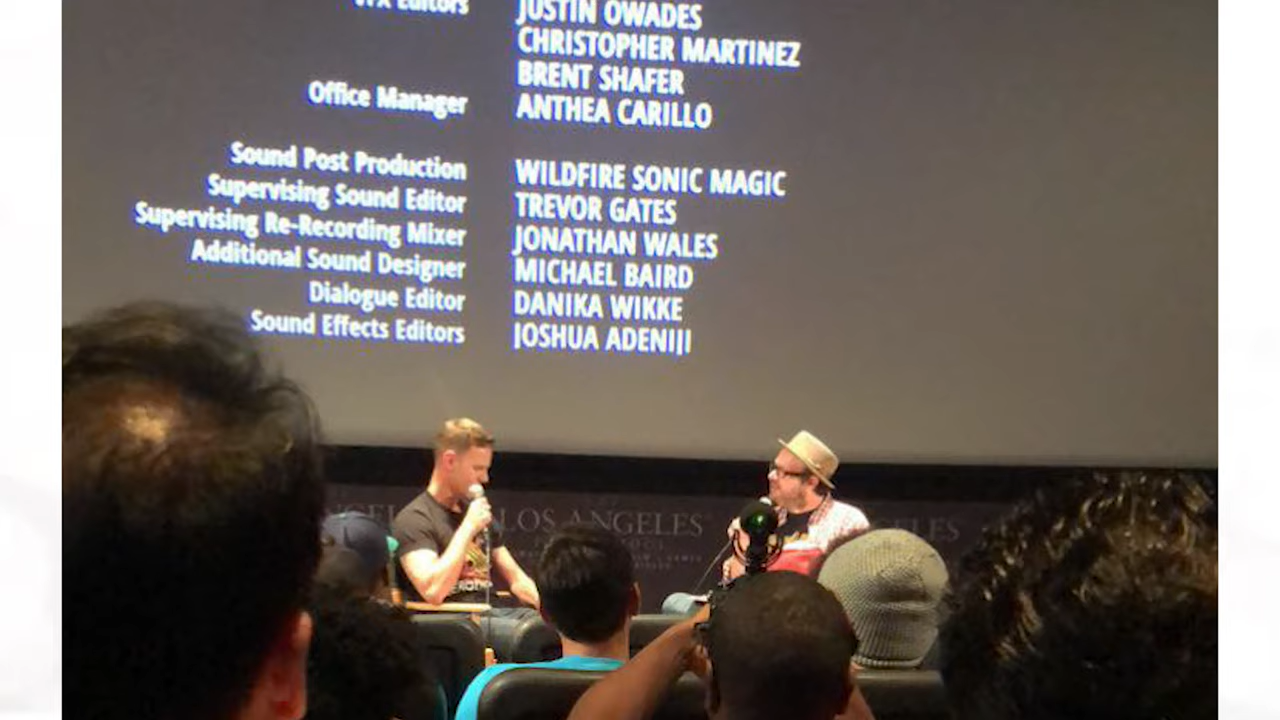 VFX Editors JUSTIN OWADES
CHRISTOPHER MARTINEZ
BRENT SHAFER
Office Manager ANTHEA CARILLO
Sound Post Production WILDFIRE SONIC MAGIC
Supervising Sound Editor TREVOR GATES
Supervising Re-Recording Mixer JONATHAN WALES
Additional Sound Designer MICHAEL BAIRD
Dialogue Editor DANIKA WIKKE
Sound Effects Editors JOSHUA ADENIJI
LOS ANGELES